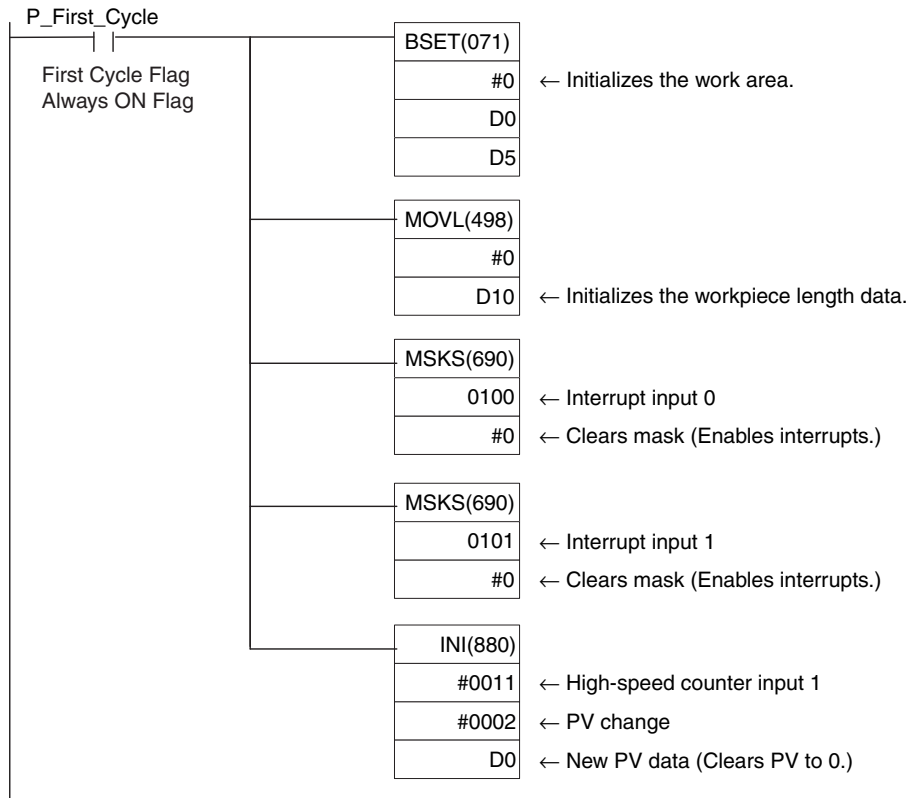 P_First_Cycle
First Cycle Flag
Always ON Flag
BSET(071)
#0 ← Initializes the work area.
D0
D5
MOVL(498)
#0
D10 ← Initializes the workpiece length data.
MSKS(690)
0100 ← Interrupt input 0
#0 ← Clears mask (Enables interrupts.)
MSKS(690)
0101 ← Interrupt input 1
#0 ← Clears mask (Enables interrupts.)
INI(880)
#0011 ← High-speed counter input 1
#0002 ← PV change
D0 ← New PV data (Clears PV to 0.)